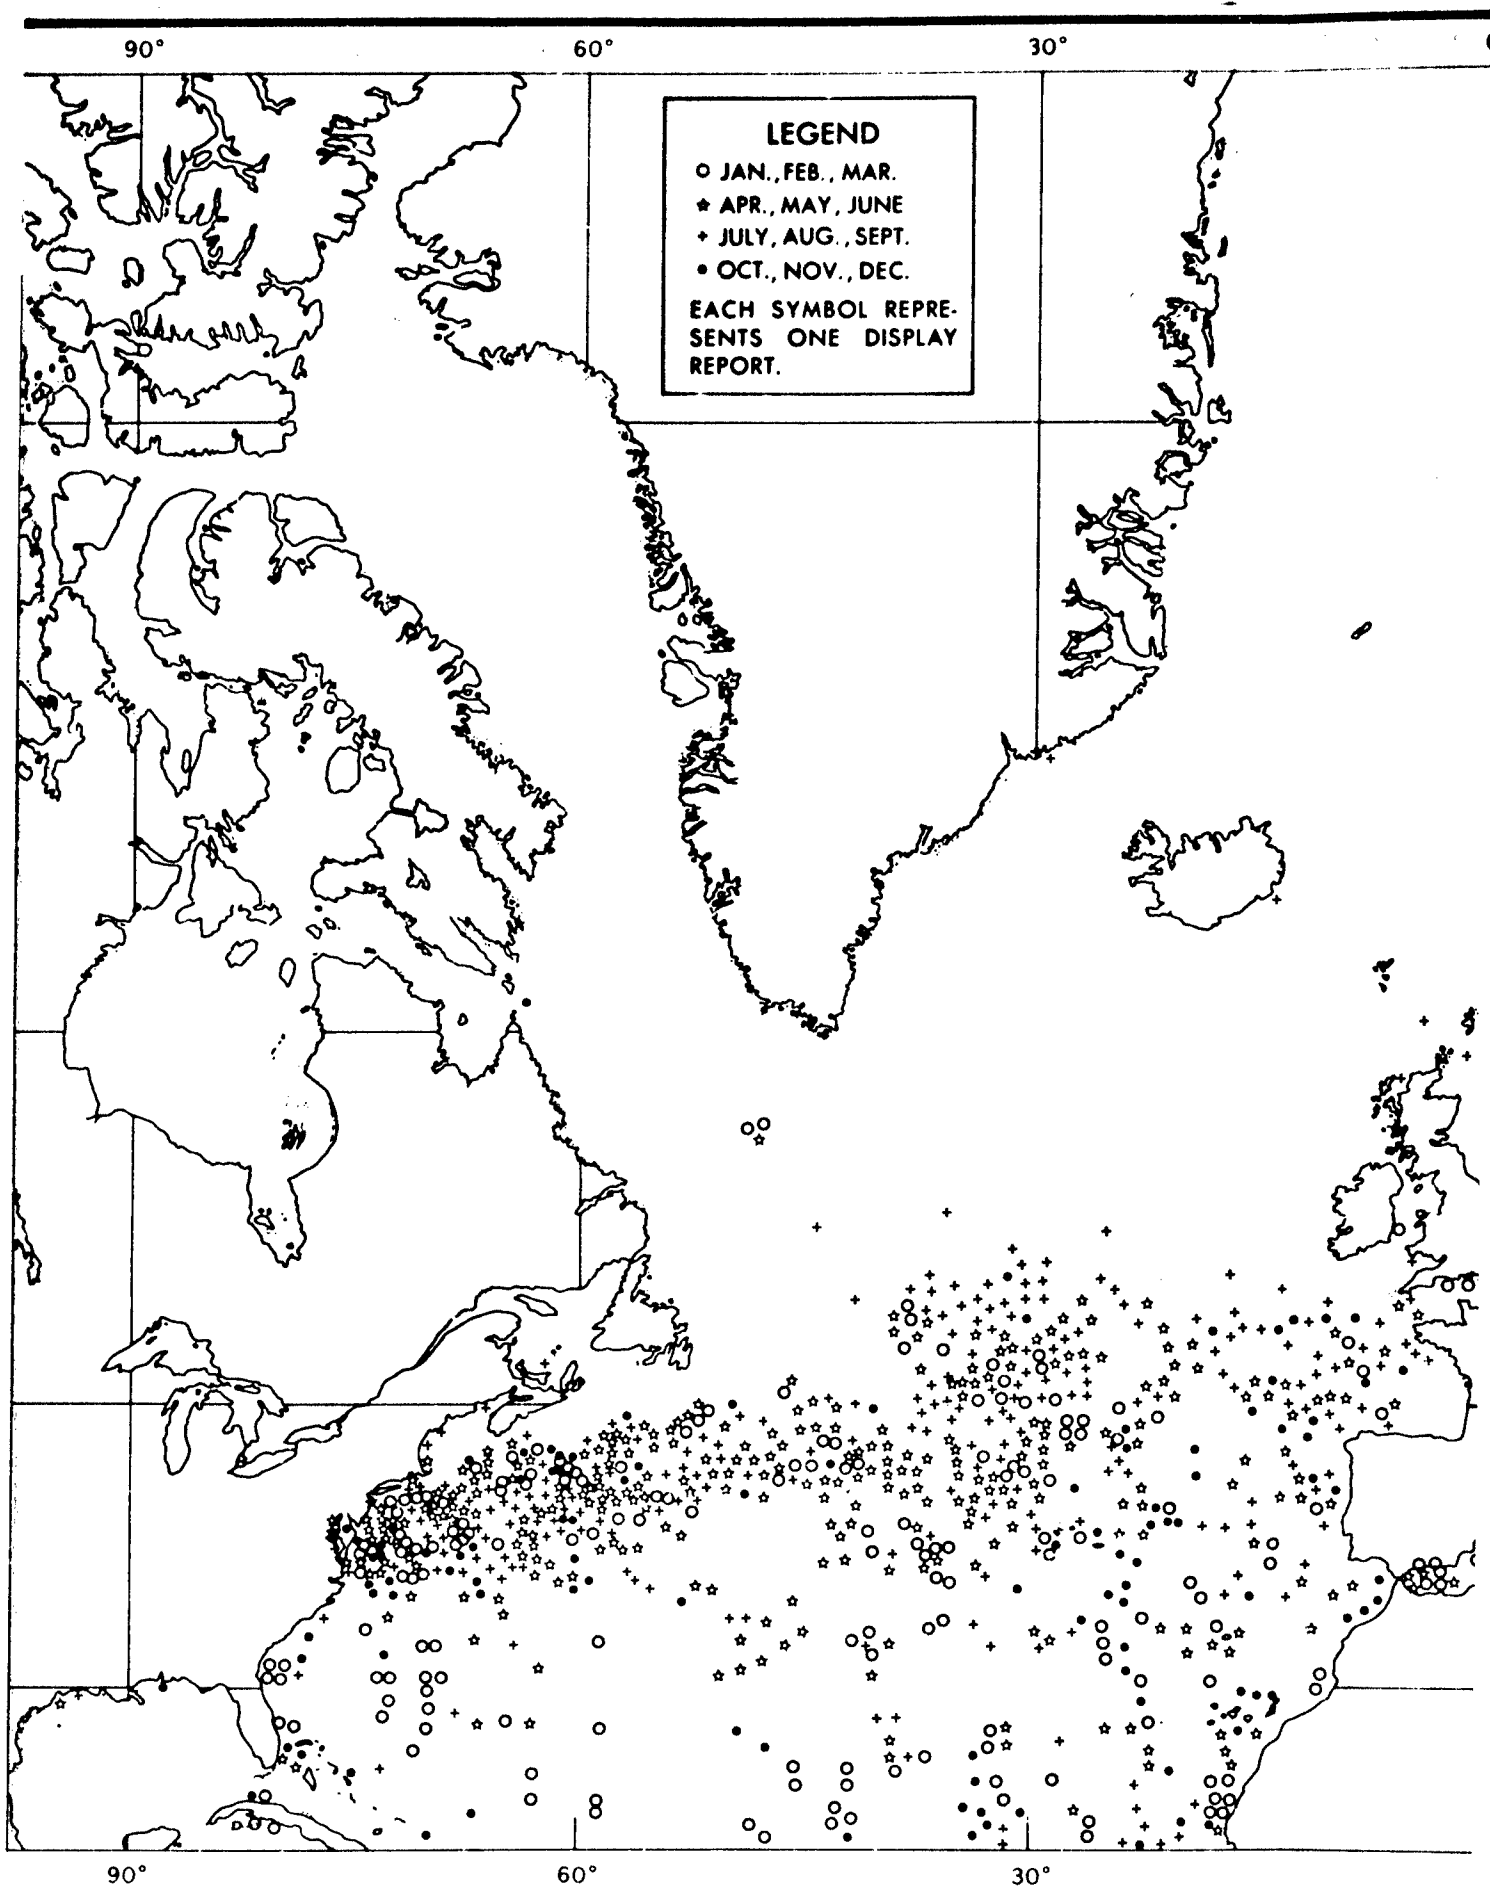 90° 60° 30°
LEGEND
JAN., FEB., MAR.
APR., MAY, JUNE
JULY, AUG., SEPT.
OCT., NOV., DEC.
EACH SYMBOL REPRE-
SENTS ONE DISPLAY
REPORT.
90° 60° 30°